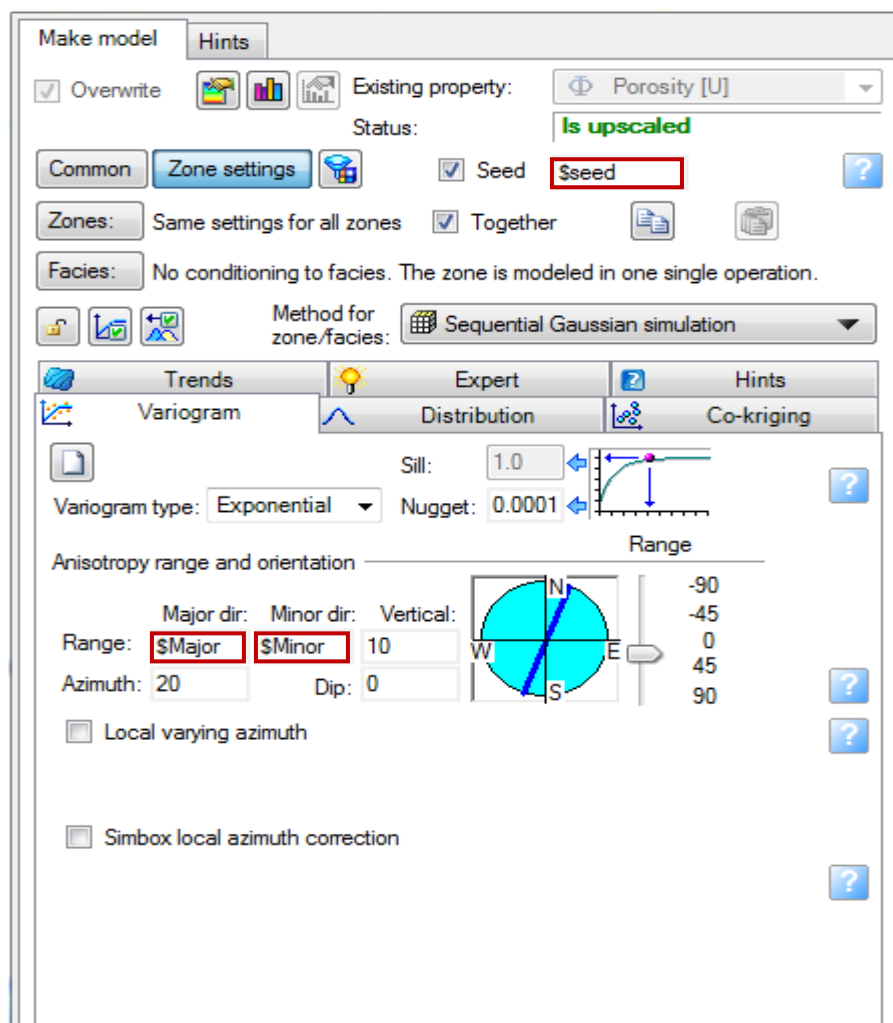 Make model Hints
Overwrite Existing property: Φ Porosity [U]
Status: Is upscaled
Common Zone settings Seed $seed ?
Zones: Same settings for all zones Together
Facies: No conditioning to facies. The zone is modeled in one single operation.
Method for
zone/facies: Sequential Gaussian simulation
Trends Expert ? Hints
Variogram Distribution Co-kriging
Sill: 1.0
?
Variogram type: Exponential Nugget: 0.0001
Range
Anisotropy range and orientation
N -90
Major dir: Minor dir: Vertical: -45
Range: $Major $Minor 10 W E 0
45
Azimuth: 20 Dip: 0 S 90 ?
Local varying azimuth ?
Simbox local azimuth correction
?